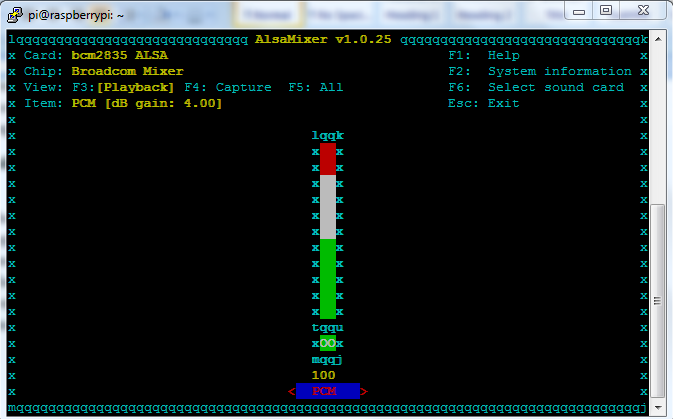 pi@raspberrypi: ~
lqqqqqqqqqqqqqqqqqqqqqqqqqqqqq AlsaMixer v1.0.25 qqqqqqqqqqqqqqqqqqqqqqqqqqqqqqk
x Card: bcm2835 ALSA                                  F1:  Help               x
x Chip: Broadcom Mixer                                F2:  System information x
x View: F3:[Playback] F4: Capture  F5: All            F6:  Select sound card  x
x Item: PCM [dB gain: 4.00]                           Esc: Exit               x
x                                                                             x
x                                     lqqk                                    x
x                                     x  x                                    x
x                                     x  x                                    x
x                                     x  x                                    x
x                                     x  x                                    x
x                                     x  x                                    x
x                                     x  x                                    x
x                                     x  x                                    x
x                                     x  x                                    x
x                                     x  x                                    x
x                                     x  x                                    x
x                                     x  x                                    x
x                                     tqqu                                    x
x                                     xOOx                                    x
x                                     mqqj                                    x
x                                     100                                     x
x                                  <  PCM   >                                 x
mqqqqqqqqqqqqqqqqqqqqqqqqqqqqqqqqqqqqqqqqqqqqqqqqqqqqqqqqqqqqqqqqqqqqqqqqqqqqqj